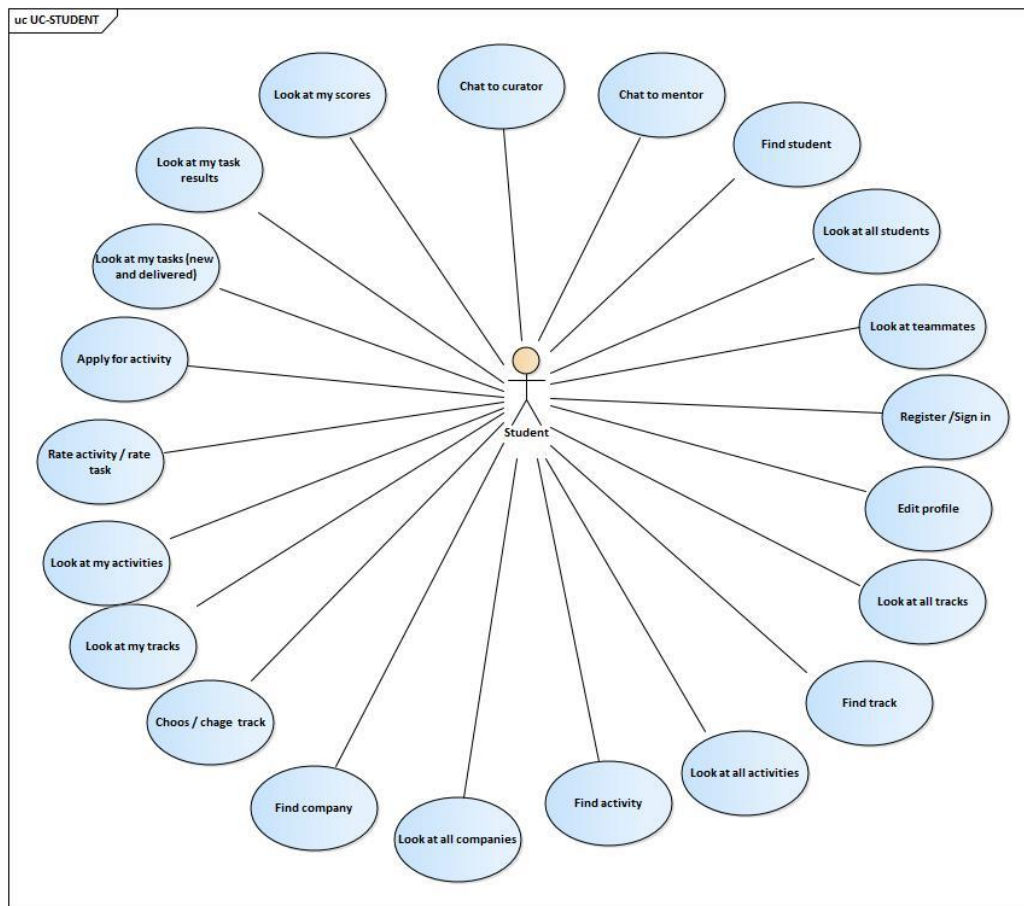 uc UC-STUDENT
Look at my scores
Chat to curator
Chat to mentor
Find student
Look at my task
results
Look at all students
Look at my tasks (new
and delivered)
Look at teammates
Apply for activity
Register /Sign in
Student
Rate activity / rate
task
Edit profile
Look at my activities
Look at all tracks
Look at my tracks
Find track
Choos / chage track
Look at all activities
Find company
Find activity
Look at all companies